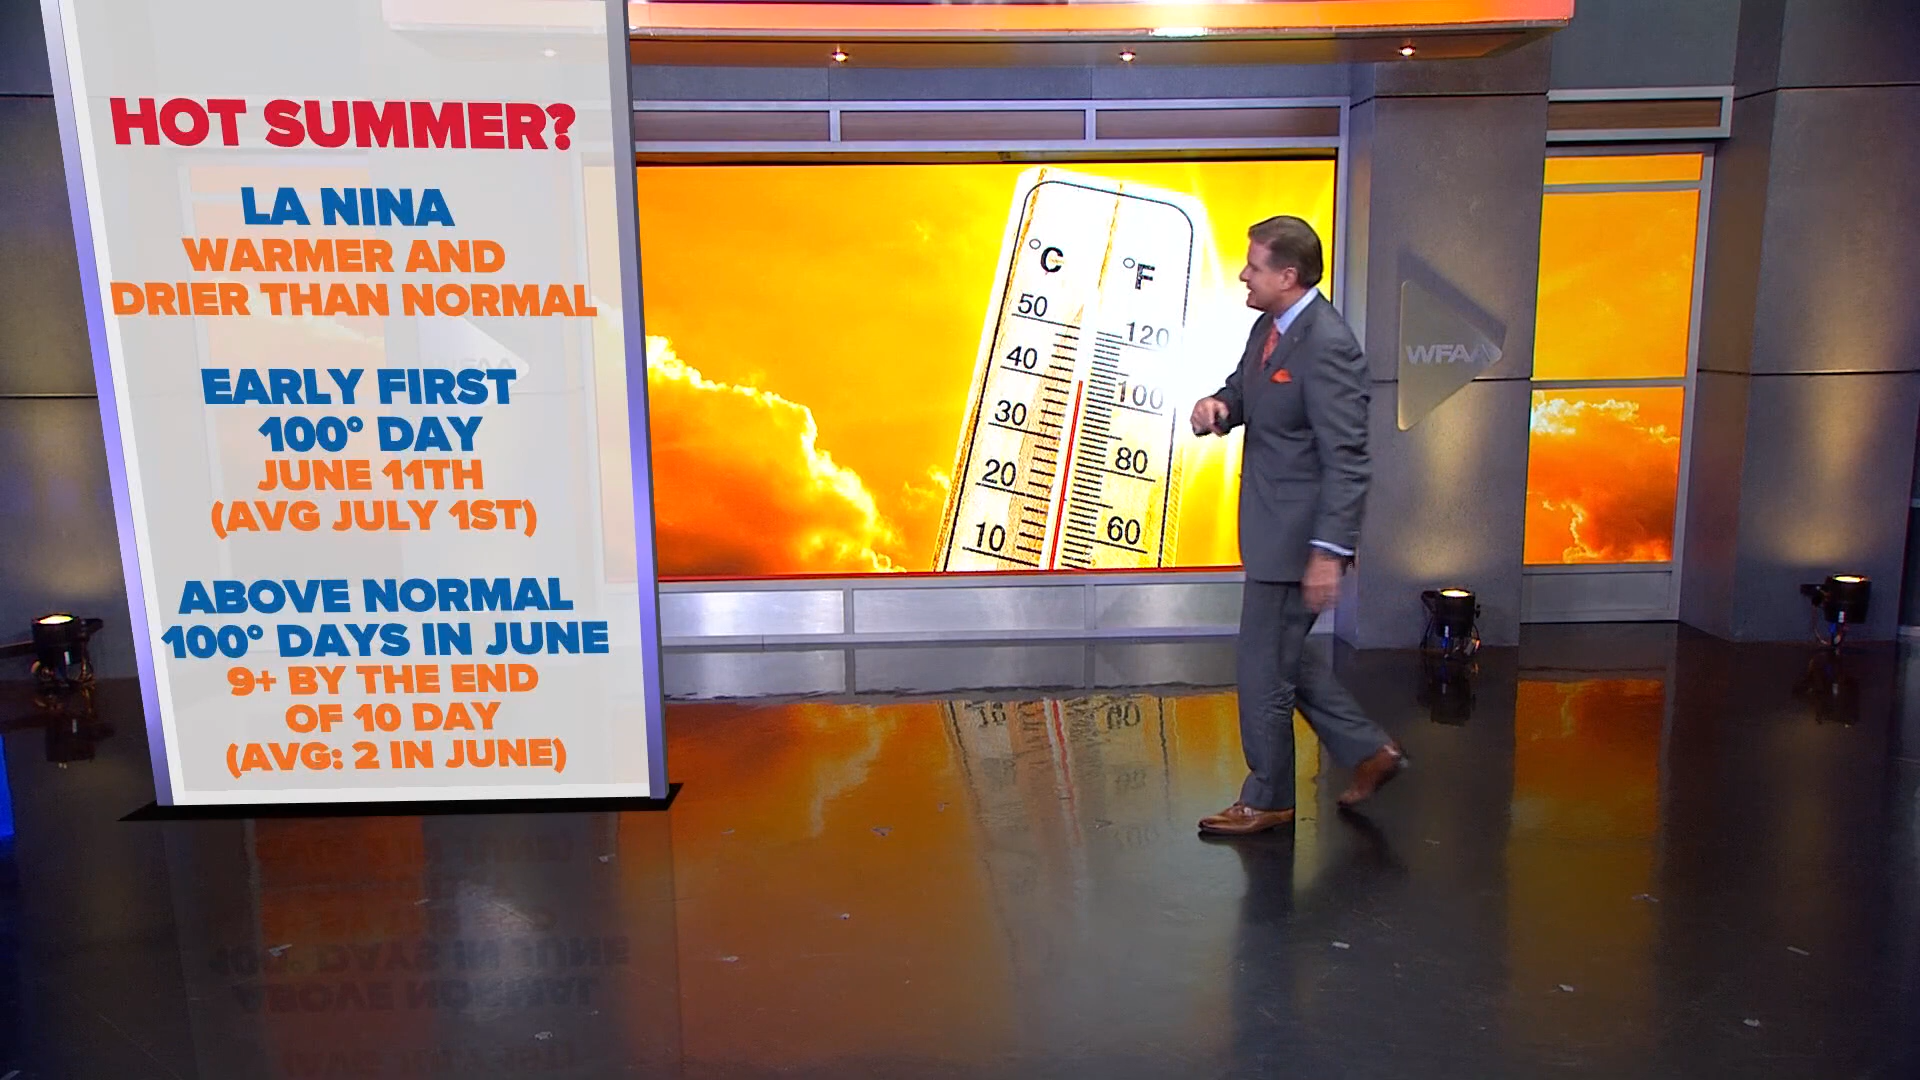 HOT SUMMER?
LA NINA
WARMER AND
DRIER THAN NORMAL
EARLY FIRST
100° DAY
JUNE 11TH
(AVG JULY 1ST)
ABOVE NORMAL
100° DAYS IN JUNE
9+ BY THE END
OF 10 DAY
(AVG: 2 IN JUNE)
°C °F
50 120
40 100
30 80
20 60
10
WFAA